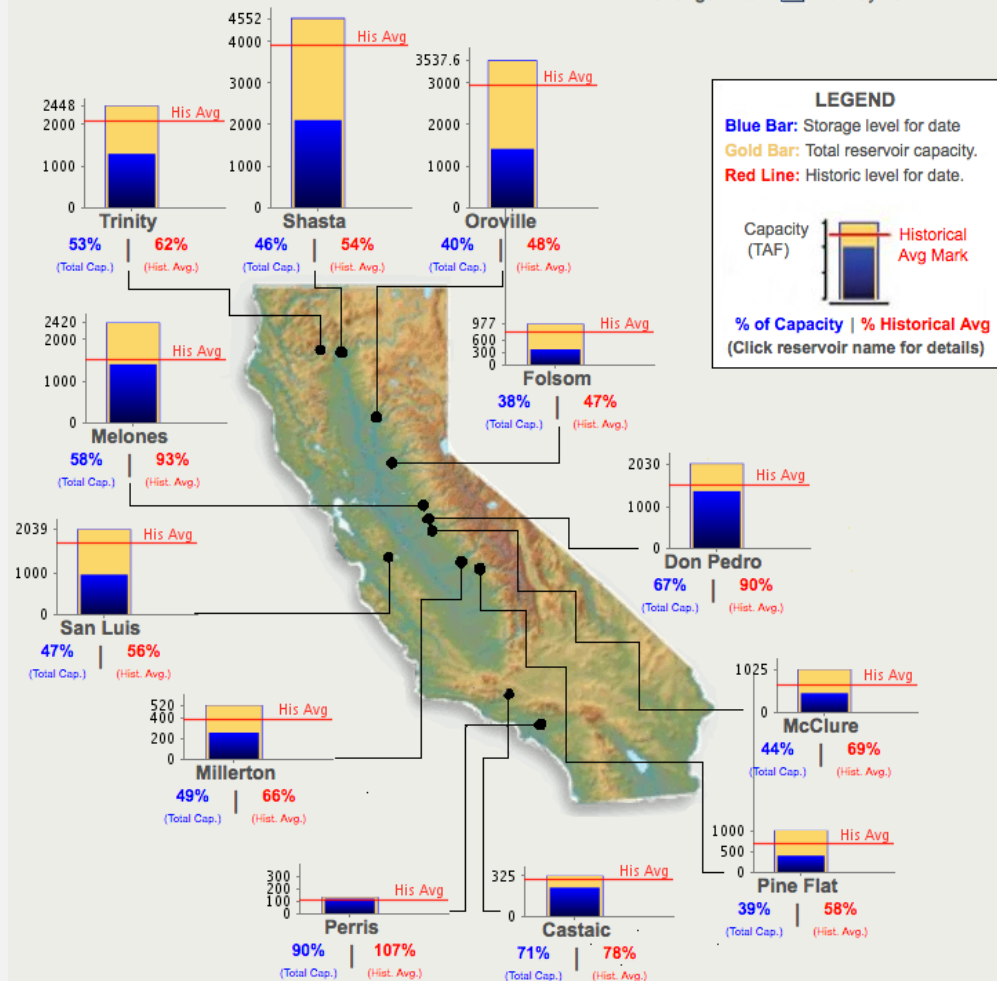 4552
4000
3000
2000
1000
0
His Avg
Shasta
46% | 54%
(Total Cap.) (Hist. Avg.)
3537.6
3000
2000
1000
0
His Avg
Oroville
40% | 48%
(Total Cap.) (Hist. Avg.)
2448
2000
1000
0
His Avg
Trinity
53% | 62%
(Total Cap.) (Hist. Avg.)
LEGEND
Blue Bar: Storage level for date
Gold Bar: Total reservoir capacity.
Red Line: Historic level for date.
Capacity
(TAF)
Historical
Avg Mark
% of Capacity | % Historical Avg
(Click reservoir name for details)
2420
2000
1000
0
His Avg
Melones
58% | 93%
(Total Cap.) (Hist. Avg.)
977
600
300
0
His Avg
Folsom
38% | 47%
(Total Cap.) (Hist. Avg.)
2030
1000
0
His Avg
Don Pedro
67% | 90%
(Total Cap.) (Hist. Avg.)
2039
1000
0
His Avg
San Luis
47% | 56%
(Total Cap.) (Hist. Avg.)
1025
0
His Avg
McClure
44% | 69%
(Total Cap.) (Hist. Avg.)
520
400
200
0
His Avg
Millerton
49% | 66%
(Total Cap.) (Hist. Avg.)
1000
500
0
His Avg
Pine Flat
39% | 58%
(Total Cap.) (Hist. Avg.)
300
200
100
0
His Avg
Perris
90% | 107%
(Total Cap.) (Hist. Avg.)
325
0
His Avg
Castaic
71% | 78%
(Total Cap.) (Hist. Avg.)